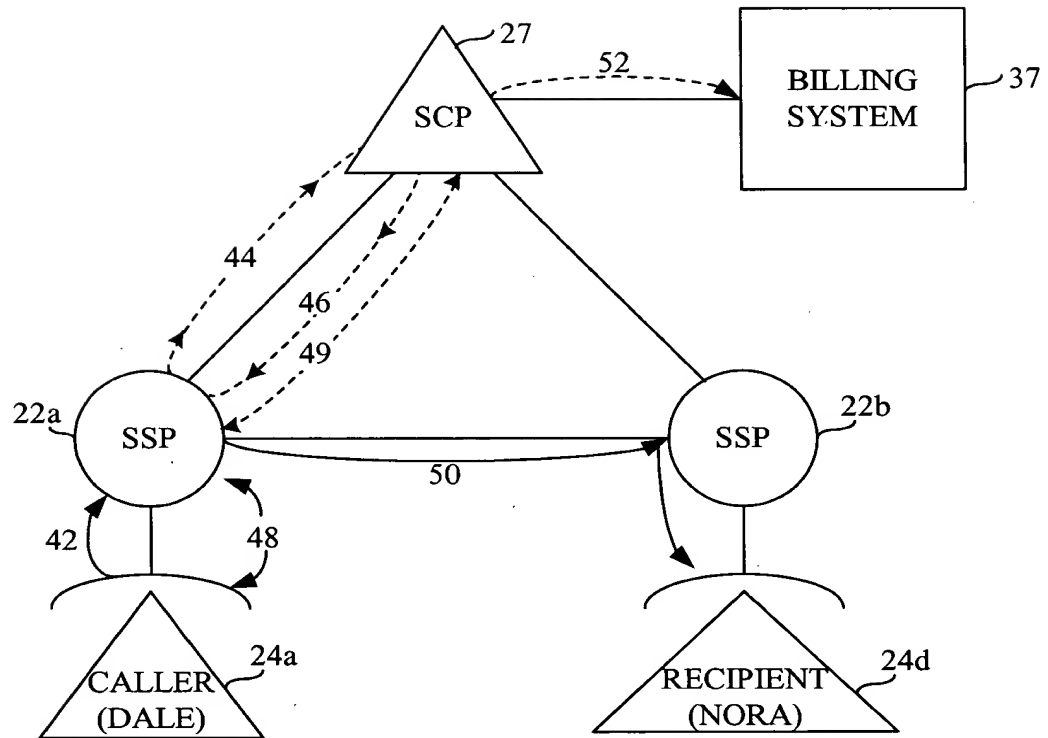 27
52
BILLING
SYSTEM
37
SCP
44
46
49
22a
SSP
SSP
22b
50
42
48
24a
CALLER
(DALE)
24d
RECIPIENT
(NORA)